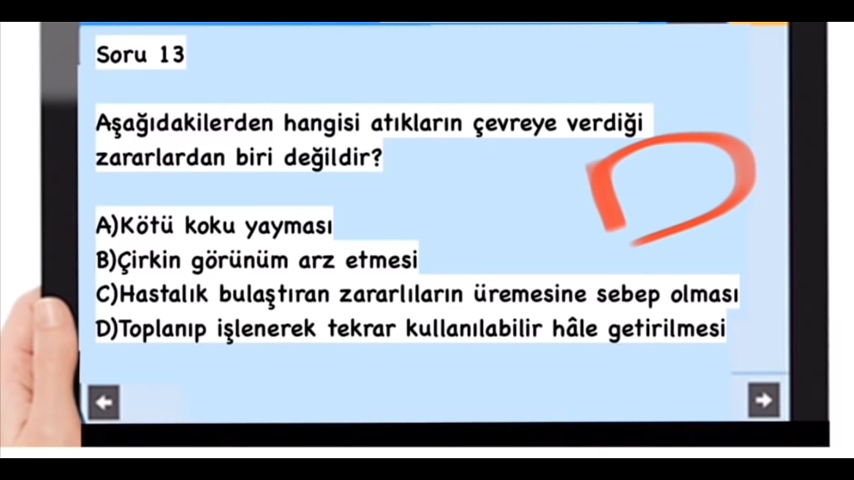 Soru 13
Aşağıdakilerden hangisi atıkların çevreye verdiği
zararlardan biri değildir?
A)Kötü koku yayması
B)Çirkin görünüm arz etmesi
C)Hastalık bulaştıran zararlıların üremesine sebep olması
D)Toplanıp işlenerek tekrar kullanılabilir hâle getirilmesi
D